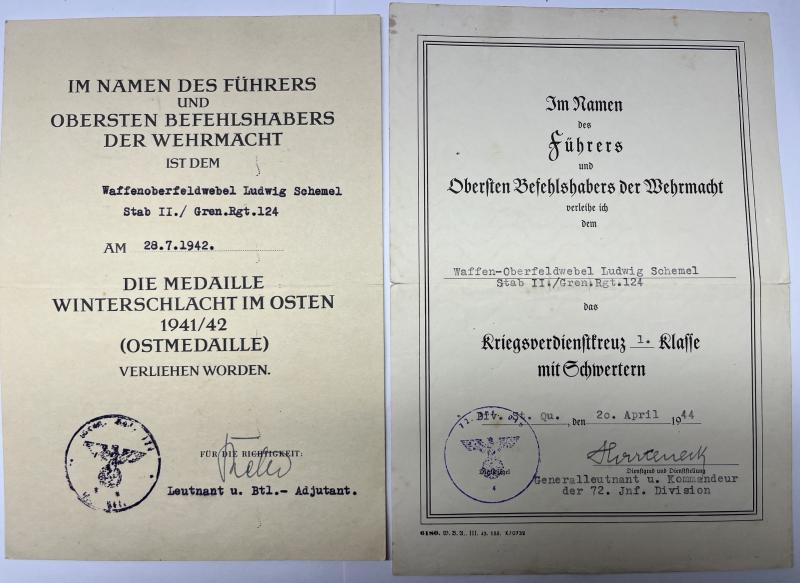 IM NAMEN DES FÜHRERS
UND
OBERSTEN BEFEHLSHABERS
DER WEHRMACHT
IST DEM
Waffenoberfeldwebel Ludwig Schemel
Stab II./ Gren.Rgt.124
AM 28.7.1942.
DIE MEDAILLE
WINTERSCHLACHT IM OSTEN
1941/42
(OSTMEDAILLE)
VERLIEHEN WORDEN.
FÜR DIE RICHTIGKEIT:
Leutnant u. Btl.- Adjutant.
Im Namen
des
Führers
und
Obersten Befehlshabers der Wehrmacht
verleihe ich
dem
Waffen-Oberfeldwebel Ludwig Schemel
Stab II./Gren.Rgt.124
das
Kriegsverdienstkreuz 1. Klasse
mit Schwertern
Div. St. Qu., den 20. April 1944
Dienstgrad und Dienststellung
Generalleutnant u. Kommandeur
der 72. Jnf. Division